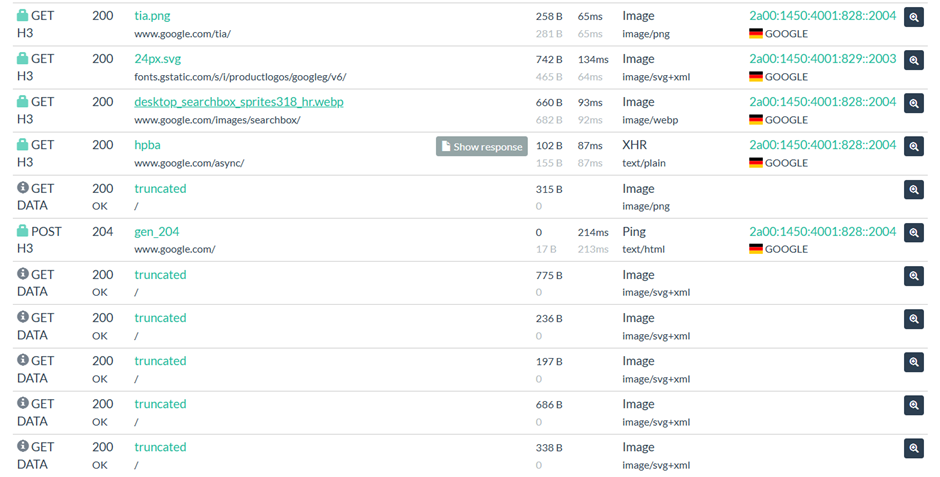 GET 200 tia.png 258 B 65ms Image 2a00:1450:4001:828::2004
H3 www.google.com/tia/ 281 B 65ms image/png GOOGLE
GET 200 24px.svg 742 B 134ms Image 2a00:1450:4001:829::2003
H3 fonts.gstatic.com/s/i/productlogos/googleg/v6/ 465 B 64ms image/svg+xml GOOGLE
GET 200 desktop_searchbox_sprites318_hr.webp 660 B 93ms Image 2a00:1450:4001:828::2004
H3 www.google.com/images/searchbox/ 682 B 92ms image/webp GOOGLE
GET 200 hpba Show response 102 B 87ms XHR 2a00:1450:4001:828::2004
H3 www.google.com/async/ 155 B 87ms text/plain GOOGLE
GET 200 truncated 315 B Image
DATA OK / 0 image/png
POST 204 gen_204 0 214ms Ping 2a00:1450:4001:828::2004
H3 www.google.com/ 17 B 213ms text/html GOOGLE
GET 200 truncated 775 B Image
DATA OK / 0 image/svg+xml
GET 200 truncated 236 B Image
DATA OK / 0 image/svg+xml
GET 200 truncated 197 B Image
DATA OK / 0 image/svg+xml
GET 200 truncated 686 B Image
DATA OK / 0 image/svg+xml
GET 200 truncated 338 B Image
DATA OK / 0 image/svg+xml